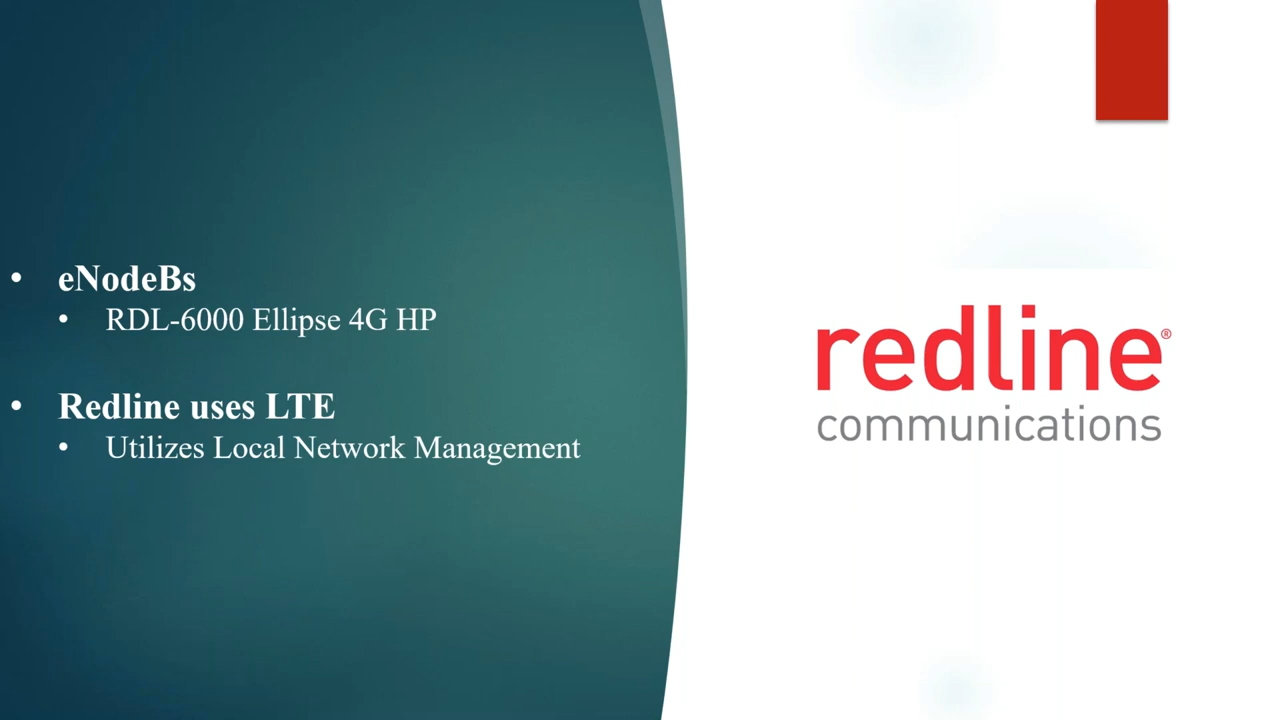 • eNodeBs
• RDL-6000 Ellipse 4G HP
• Redline uses LTE
• Utilizes Local Network Management
redline®
communications